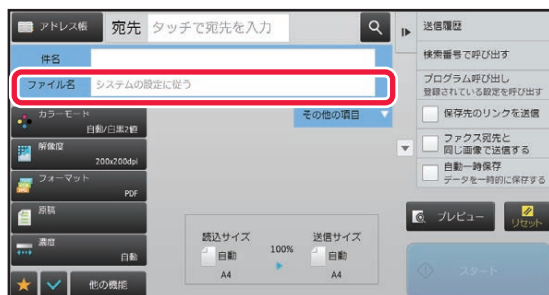 アドレス帳
宛先 タッチで宛先を入力
件名
ファイル名 システムの設定に従う
カラーモード
自動/白黒2値
解像度
200x200dpi
フォーマット
PDF
原稿
濃度
自動
他の機能
その他の項目
読込サイズ
自動
A4
100%
送信サイズ
自動
A4
送信履歴
検索番号で呼び出す
プログラム呼び出し
登録されている設定を呼び出す
保存先のリンクを送信
ファクス宛先と
同じ画像で送信する
自動一時保存
データを一時的に保存する
プレビュー
リセット
スタート